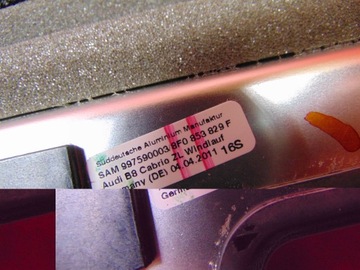 Süddeutsche Aluminium Manufaktur
SAM 997590003 8F0 853 829 F
Audi B8 Cabrio ZL Windlauf
many (DE) 04.04.2011 16S
Germ